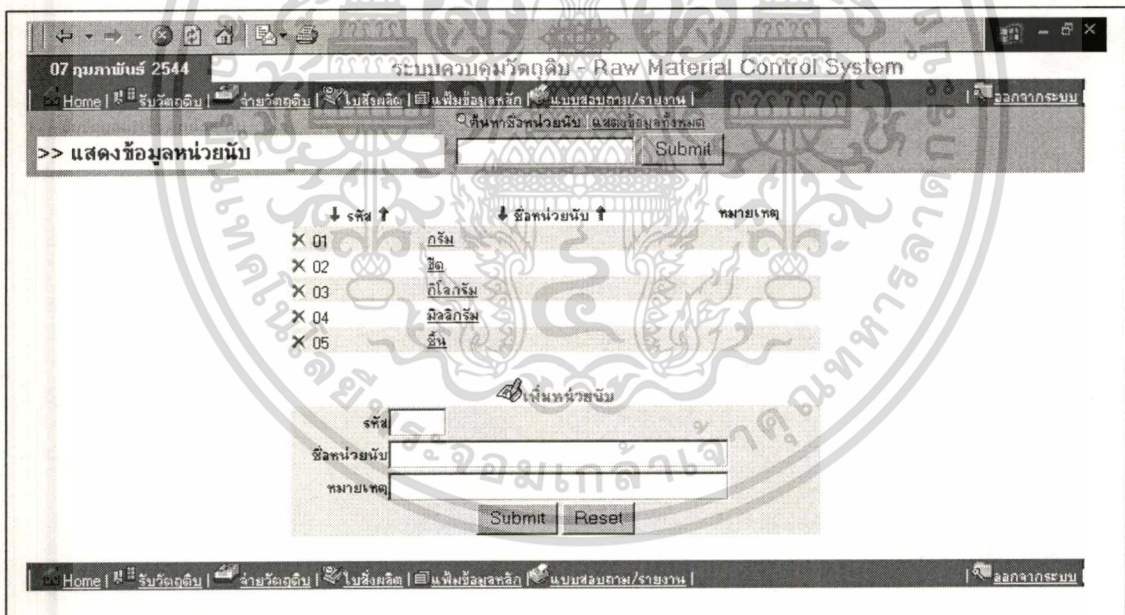 07 กุมภาพันธ์ 2544 ระบบควบคุมวัตถุดิบ - Raw Material Control System
Home | รับวัตถุดิบ | จ่ายวัตถุดิบ | ใบสั่งผลิต | แฟ้มข้อมูลหลัก | แบบสอบถาม/รายงาน | ออกจากระบบ
ค้นหาชื่อหน่วยนับ | แสดงข้อมูลทั้งหมด
>> แสดงข้อมูลหน่วยนับ Submit
↓ รหัส ↑ ↓ ชื่อหน่วยนับ ↑ หมายเหตุ
× 01 กรัม
× 02 ขีด
× 03 กิโลกรัม
× 04 มิลลิกรัม
× 05 ชิ้น
เพิ่มหน่วยนับ
รหัส
ชื่อหน่วยนับ
หมายเหตุ
Submit Reset
Home | รับวัตถุดิบ | จ่ายวัตถุดิบ | ใบสั่งผลิต | แฟ้มข้อมูลหลัก | แบบสอบถาม/รายงาน | ออกจากระบบ